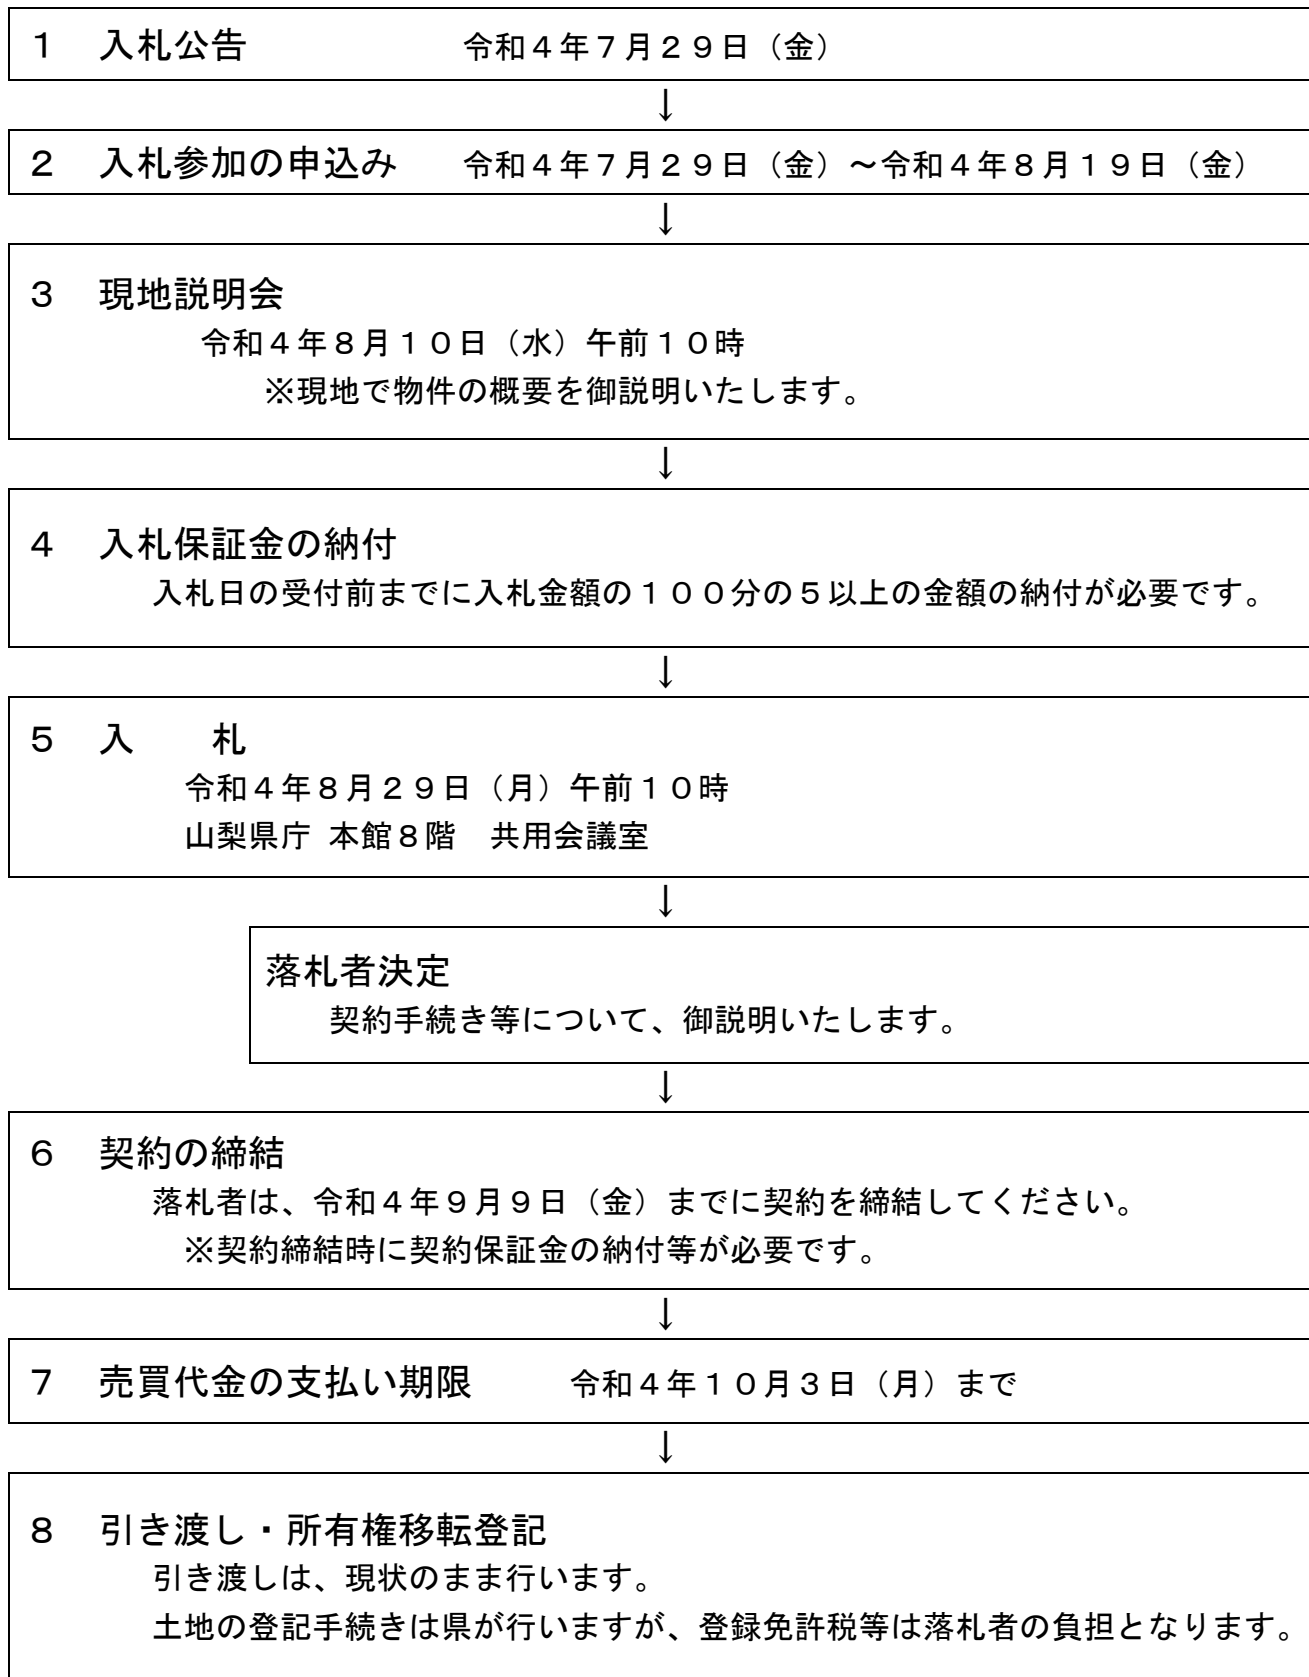 １　入札公告　　　　　　令和４年７月２９日（金）
↓
２　入札参加の申込み　　令和４年７月２９日（金）～令和４年８月１９日（金）
↓
３　現地説明会
令和４年８月１０日（水）午前１０時
※現地で物件の概要を御説明いたします。
↓
４　入札保証金の納付
入札日の受付前までに入札金額の１００分の５以上の金額の納付が必要です。
↓
５　入　　札
令和４年８月２９日（月）午前１０時
山梨県庁 本館８階　共用会議室
↓
落札者決定
契約手続き等について、御説明いたします。
↓
６　契約の締結
落札者は、令和４年９月９日（金）までに契約を締結してください。
※契約締結時に契約保証金の納付等が必要です。
↓
７　売買代金の支払い期限　　　令和４年１０月３日（月）まで
↓
８　引き渡し・所有権移転登記
引き渡しは、現状のまま行います。
土地の登記手続きは県が行いますが、登録免許税等は落札者の負担となります。